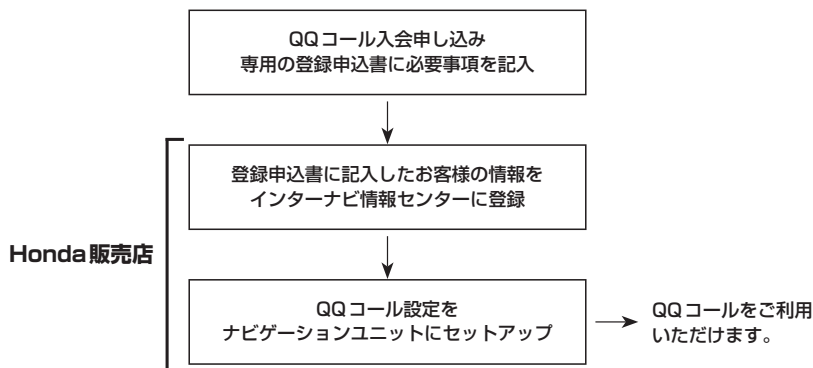 QQコール入会申し込み
専用の登録申込書に必要事項を記入
登録申込書に記入したお客様の情報を
インターナビ情報センターに登録
Honda販売店
QQコール設定を
ナビゲーションユニットにセットアップ
QQコールをご利用
いただけます。